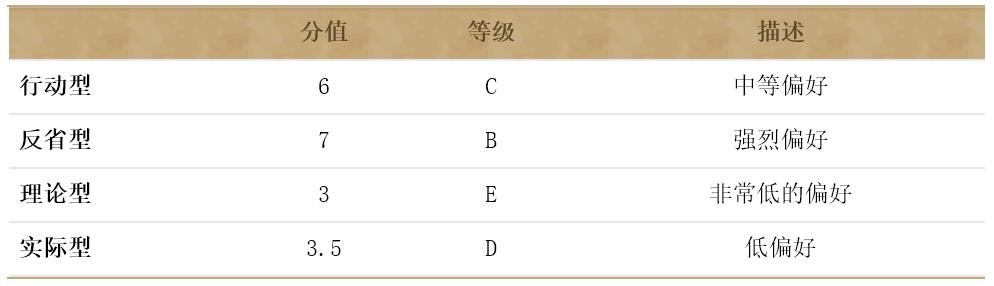 分值 等级 描述
行动型 6 C 中等偏好
反省型 7 B 强烈偏好
理论型 3 E 非常低的偏好
实际型 3.5 D 低偏好